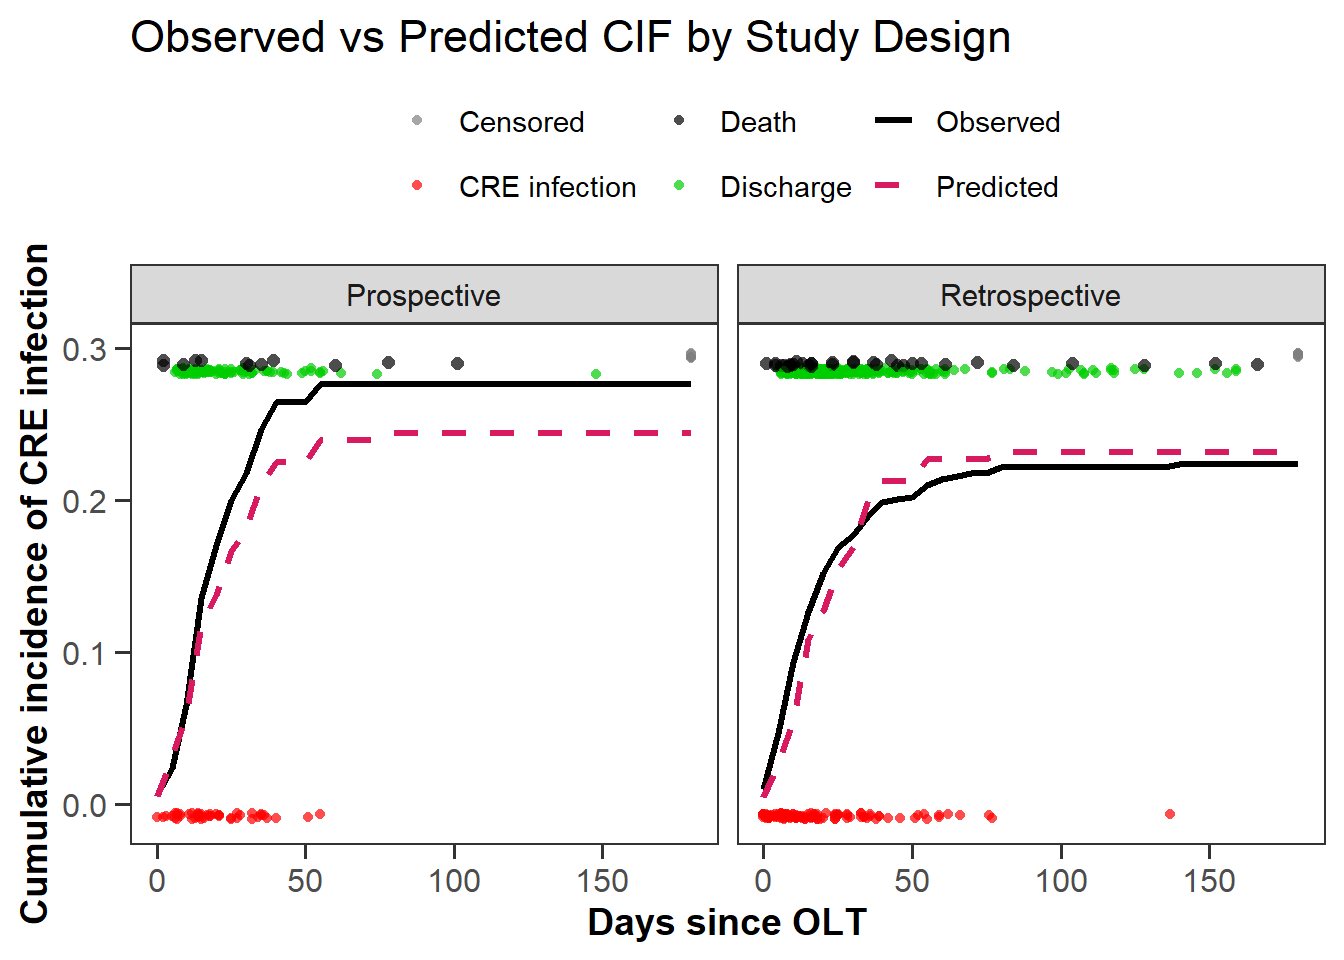 Observed vs Predicted CIF by Study Design
Censored Death Observed
CRE infection Discharge Predicted
Prospective Retrospective
Cumulative incidence of CRE infection
0.3
0.2
0.1
0.0
0 50 100 150 0 50 100 150
Days since OLT